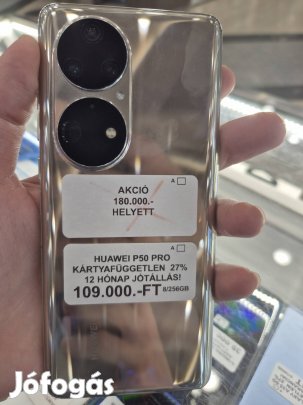 A
AKCIÓ
180.000.-
HELYETT
A
HUAWEI P50 PRO
KÁRTYAFÜGGETLEN 27%
12 HÓNAP JÓTÁLLÁS!
109.000.-FT 8/256GB
Jófogás